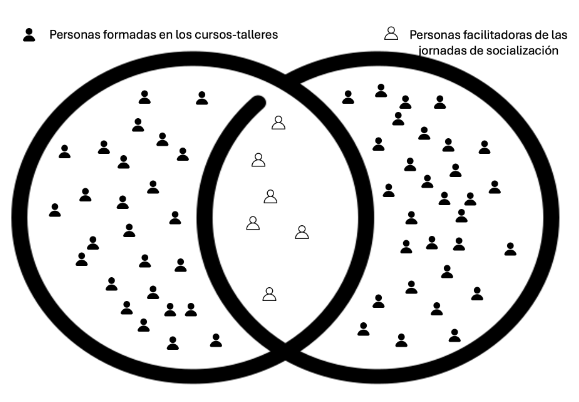 Personas formadas en los cursos-talleres
Personas facilitadoras de las
jornadas de socialización